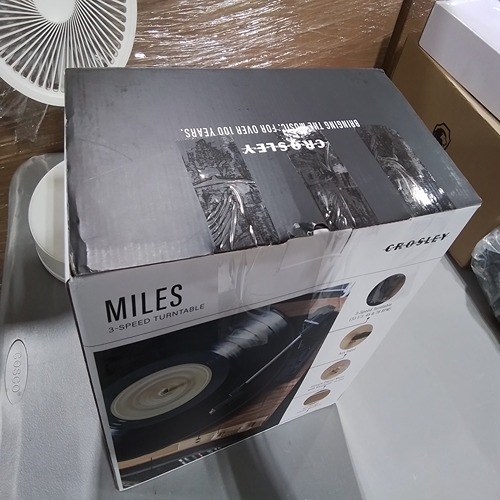 BRINGING THE MUSIC. FOR OVER 100 YEARS.
CROSLEY
CROSLEY
MILES
3-SPEED TURNTABLE